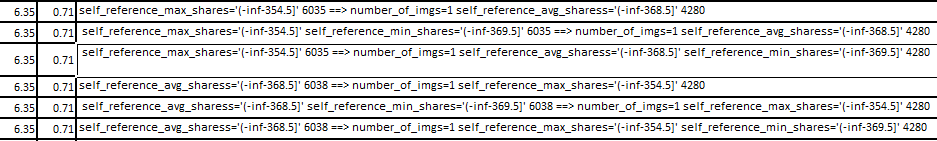 6.35 0.71 self_reference_max_shares='(-inf-354.5]' 6035 ==> number_of_imgs=1 self_reference_avg_sharess='(-inf-368.5]' 4280
6.35 0.71 self_reference_max_shares='(-inf-354.5]' self_reference_min_shares='(-inf-369.5]' 6035 ==> number_of_imgs=1 self_reference_avg_sharess='(-inf-368.5]' 4280
6.35 0.71 self_reference_max_shares='(-inf-354.5]' 6035 ==> number_of_imgs=1 self_reference_avg_sharess='(-inf-368.5]' self_reference_min_shares='(-inf-369.5]' 4280
6.35 0.71 self_reference_avg_sharess='(-inf-368.5]' 6038 ==> number_of_imgs=1 self_reference_max_shares='(-inf-354.5]' 4280
6.35 0.71 self_reference_avg_sharess='(-inf-368.5]' self_reference_min_shares='(-inf-369.5]' 6038 ==> number_of_imgs=1 self_reference_max_shares='(-inf-354.5]' 4280
6.35 0.71 self_reference_avg_sharess='(-inf-368.5]' 6038 ==> number_of_imgs=1 self_reference_max_shares='(-inf-354.5]' self_reference_min_shares='(-inf-369.5]' 4280